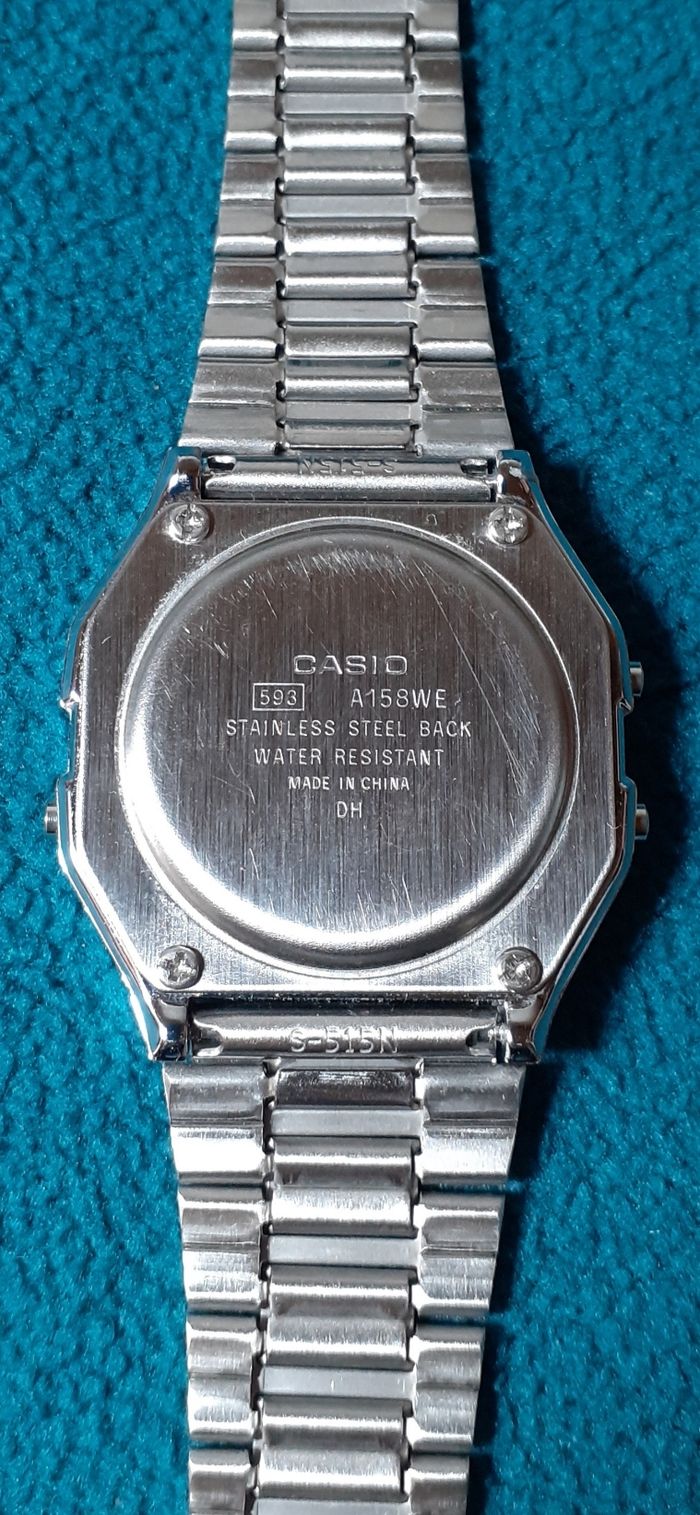 S-515N
CASIO
593 A158WE
STAINLESS STEEL BACK
WATER RESISTANT
MADE IN CHINA
DH
S-515N